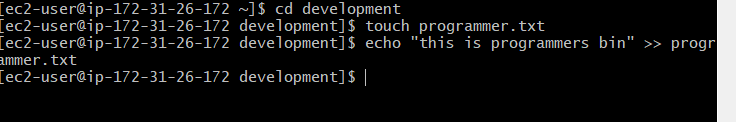 [ec2-user@ip-172-31-26-172 ~]$ cd development
[ec2-user@ip-172-31-26-172 development]$ touch programmer.txt
[ec2-user@ip-172-31-26-172 development]$ echo "this is programmers bin" >> progr
ammer.txt
[ec2-user@ip-172-31-26-172 development]$